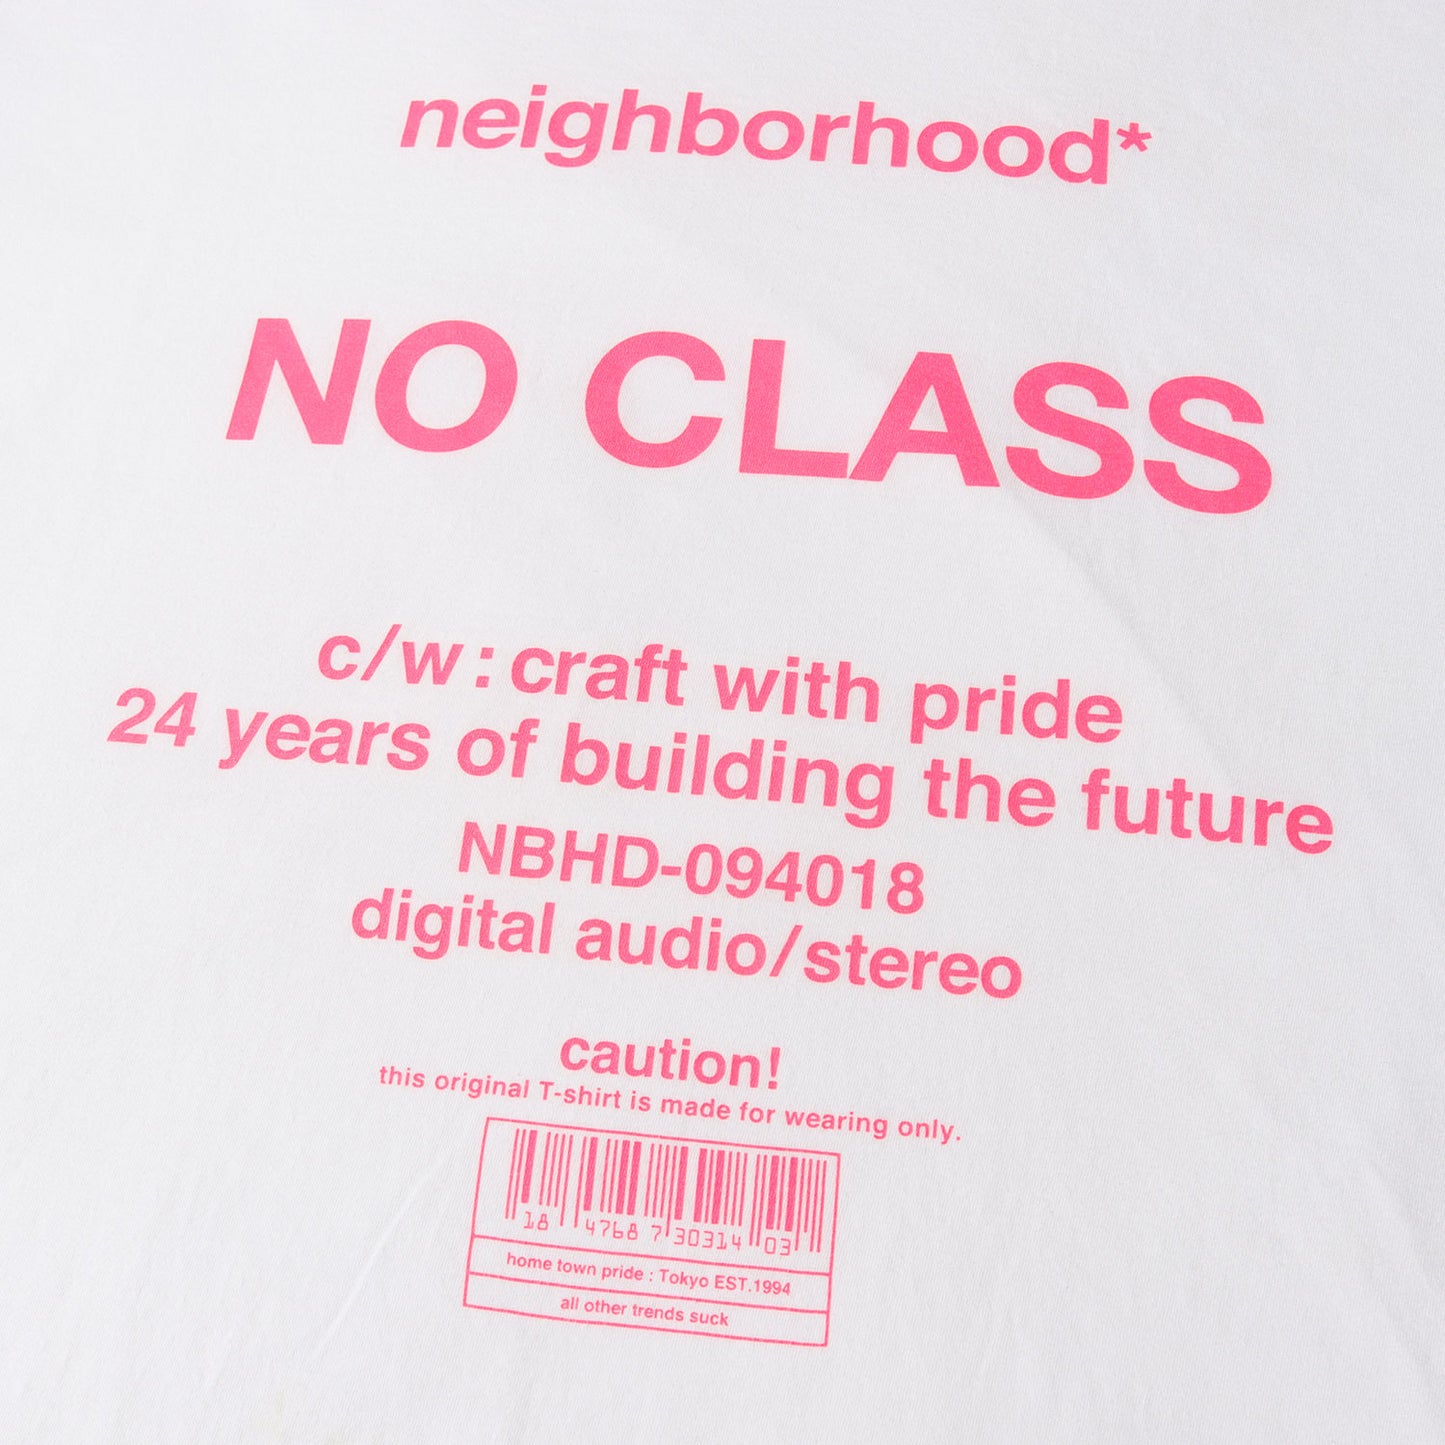 neighborhood*
NO CLASS
c/w : craft with pride
24 years of building the future
NBHD-094018
digital audio/stereo
caution!
this original T-shirt is made for wearing only.
18 4768 7 30314 03
home town pride : Tokyo EST.1994
all other trends suck